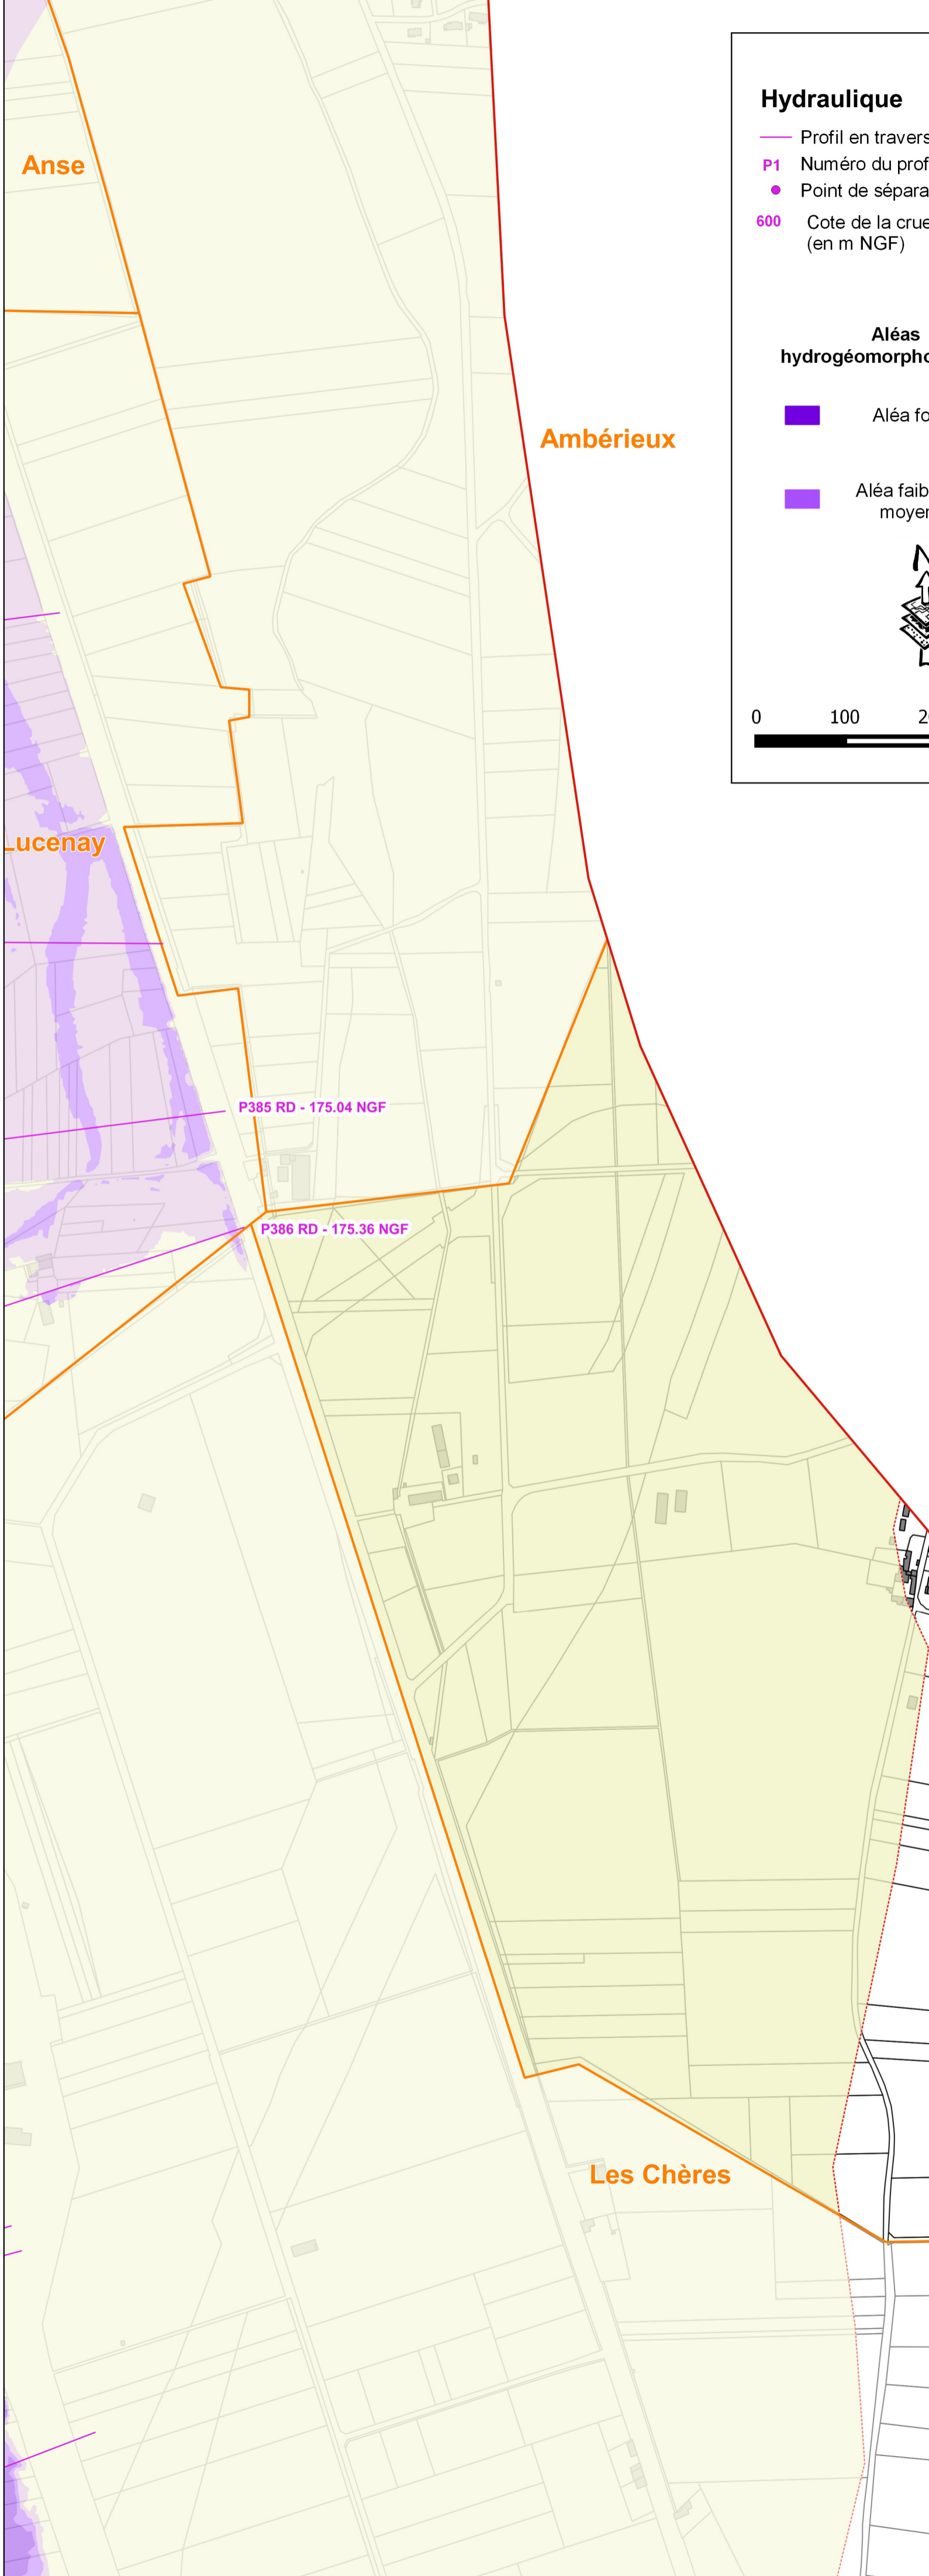 Anse
Ambérieux
Lucenay
P385 RD - 175.04 NGF
P386 RD - 175.36 NGF
Les Chères
Hydraulique
Profil en travers
P1 Numéro du prof
Point de sépara
600 Cote de la crue
(en m NGF)
Aléas
hydrogéomorpho
Aléa fo
Aléa faib
moyen
0 100